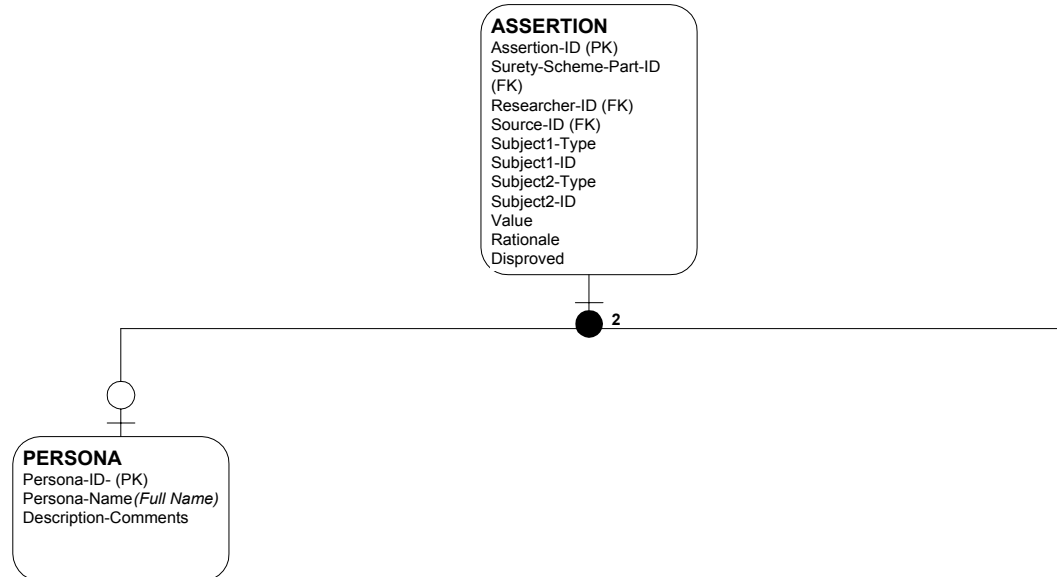 ASSERTION
Assertion-ID (PK)
Surety-Scheme-Part-ID
(FK)
Researcher-ID (FK)
Source-ID (FK)
Subject1-Type
Subject1-ID
Subject2-Type
Subject2-ID
Value
Rationale
Disproved
2
PERSONA
Persona-ID- (PK)
Persona-Name(Full Name)
Description-Comments